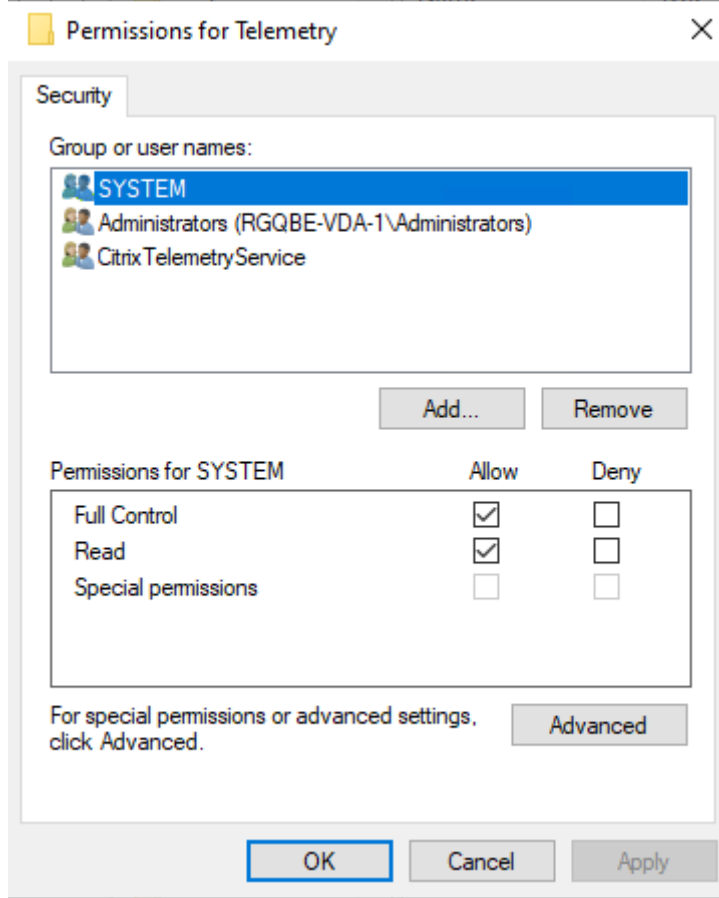 Permissions for Telemetry
Security
Group or user names:
SYSTEM
Administrators (RGQBE-VDA-1\Administrators)
CitrixTelemetryService
Add... Remove
Permissions for SYSTEM Allow Deny
Full Control
Read
Special permissions
For special permissions or advanced settings, Advanced
click Advanced.
OK Cancel Apply